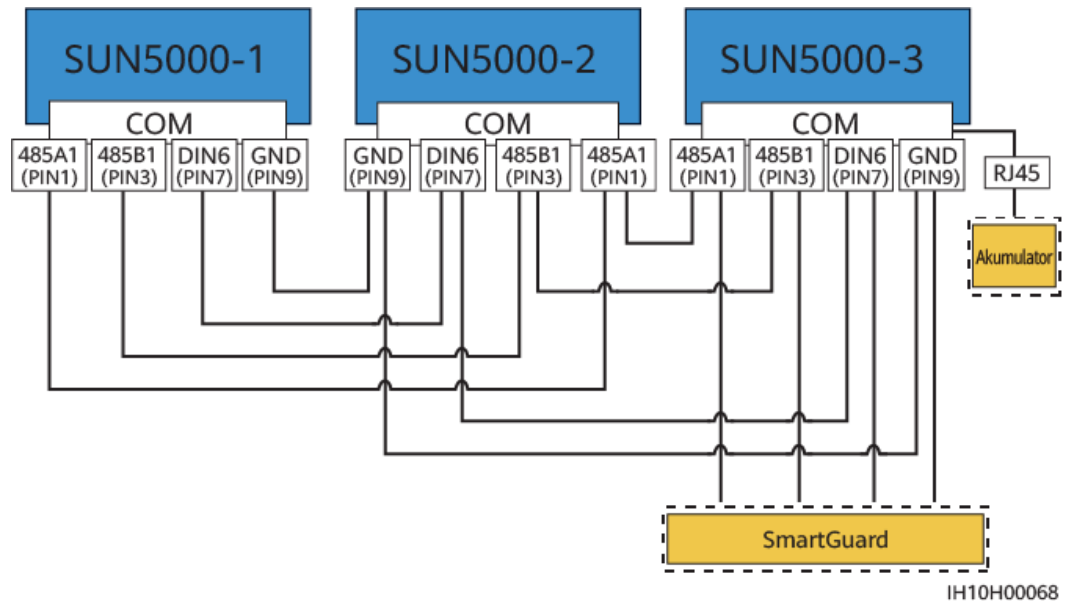 SUN5000-1
SUN5000-2
SUN5000-3
COM
COM
COM
485A1
(PIN1)
485B1
(PIN3)
DIN6
(PIN7)
GND
(PIN9)
GND
(PIN9)
DIN6
(PIN7)
485B1
(PIN3)
485A1
(PIN1)
485A1
(PIN1)
485B1
(PIN3)
DIN6
(PIN7)
GND
(PIN9)
RJ45
Akumulator
SmartGuard
IH10H00068